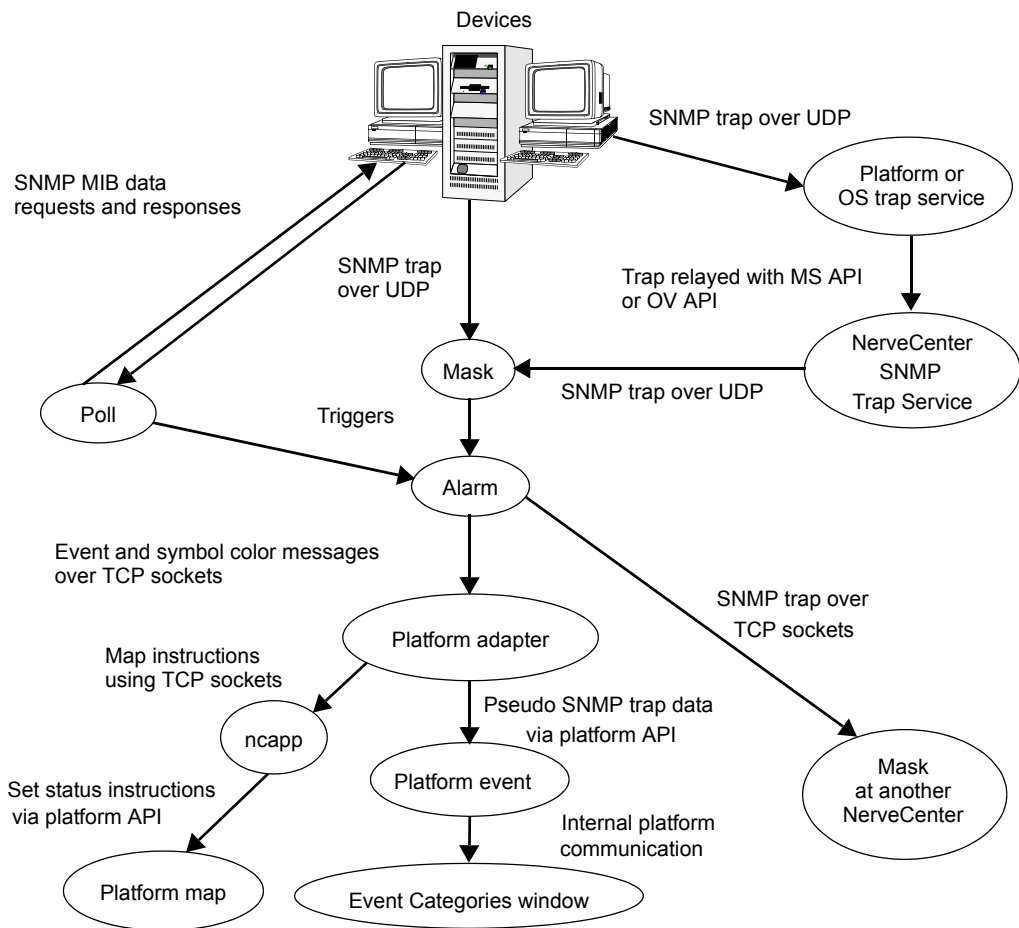 Devices
SNMP trap over UDP
SNMP MIB data
requests and responses
Platform or
OS trap service
SNMP trap
over UDP
Trap relayed with MS API
or OV API
NerveCenter
SNMP
Trap Service
Mask
SNMP trap over UDP
Poll
Triggers
Alarm
Event and symbol color messages
over TCP sockets
SNMP trap over
TCP sockets
Platform adapter
Map instructions
using TCP sockets
Pseudo SNMP trap data
via platform API
ncapp
Platform event
Mask
at another
NerveCenter
Set status instructions
via platform API
Internal platform
communication
Platform map
Event Categories window